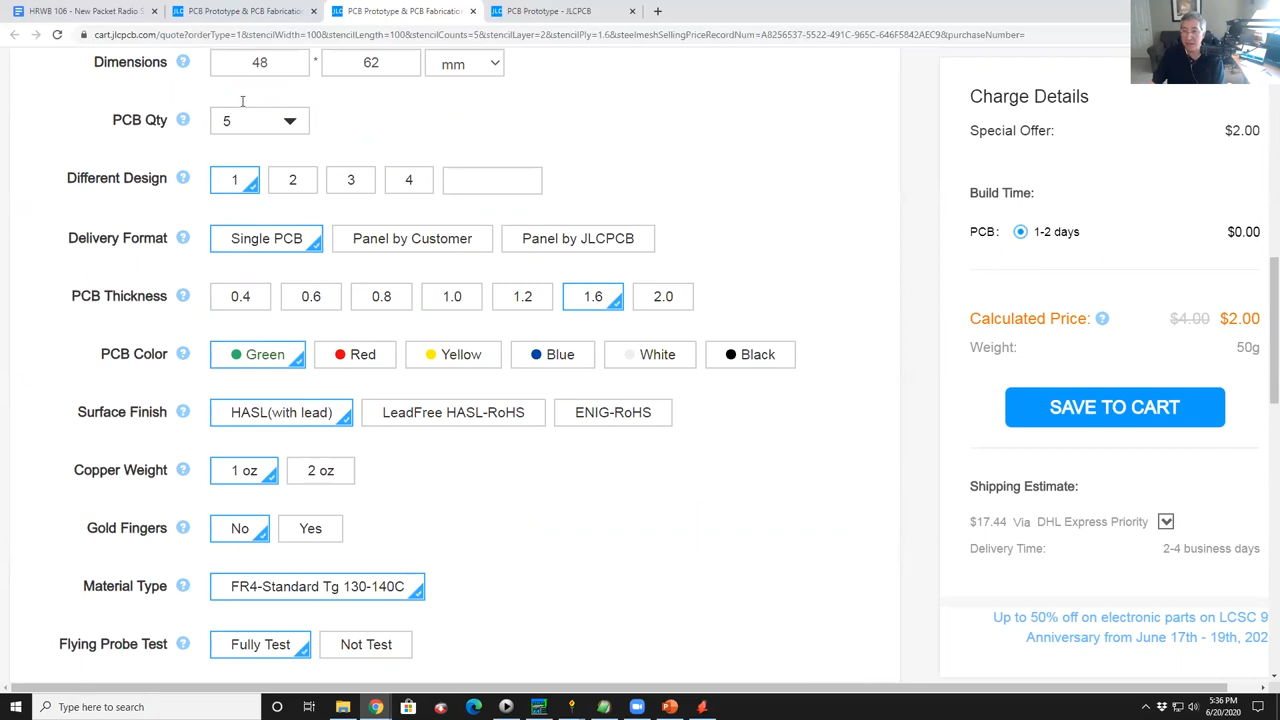 HRWB 106 - New Packet Radio S
JLC PCB Prototype & PCB Fabrication
JLC PCB Prototype & PCB Fabrication
JLC PCB Prototype - JLCPCB
cart.jlcpcb.com/quote?orderType=1&stencilWidth=100&stencilLength=100&stencilCounts=5&stencilLayer=2&stencilPly=1.6&steelmeshSellingPriceRecordNum=A8256537-5522-491C-965C-646F5842AEC9&purchaseNumber=
Dimensions ? 48 * 62 mm
PCB Qty ? 5
Different Design ? 1 2 3 4
Delivery Format ? Single PCB Panel by Customer Panel by JLCPCB
PCB Thickness ? 0.4 0.6 0.8 1.0 1.2 1.6 2.0
PCB Color ? Green Red Yellow Blue White Black
Surface Finish ? HASL(with lead) LeadFree HASL-RoHS ENIG-RoHS
Copper Weight ? 1 oz 2 oz
Gold Fingers ? No Yes
Material Type ? FR4-Standard Tg 130-140C
Flying Probe Test ? Fully Test Not Test
Charge Details
Special Offer: $2.00
Build Time:
PCB: 1-2 days $0.00
Calculated Price: ? $4.00 $2.00
Weight: 50g
SAVE TO CART
Shipping Estimate:
$17.44 Via DHL Express Priority
Delivery Time: 2-4 business days
Up to 50% off on electronic parts on LCSC 9
Anniversary from June 17th - 19th, 202
Type here to search
5:36 PM
6/20/2020